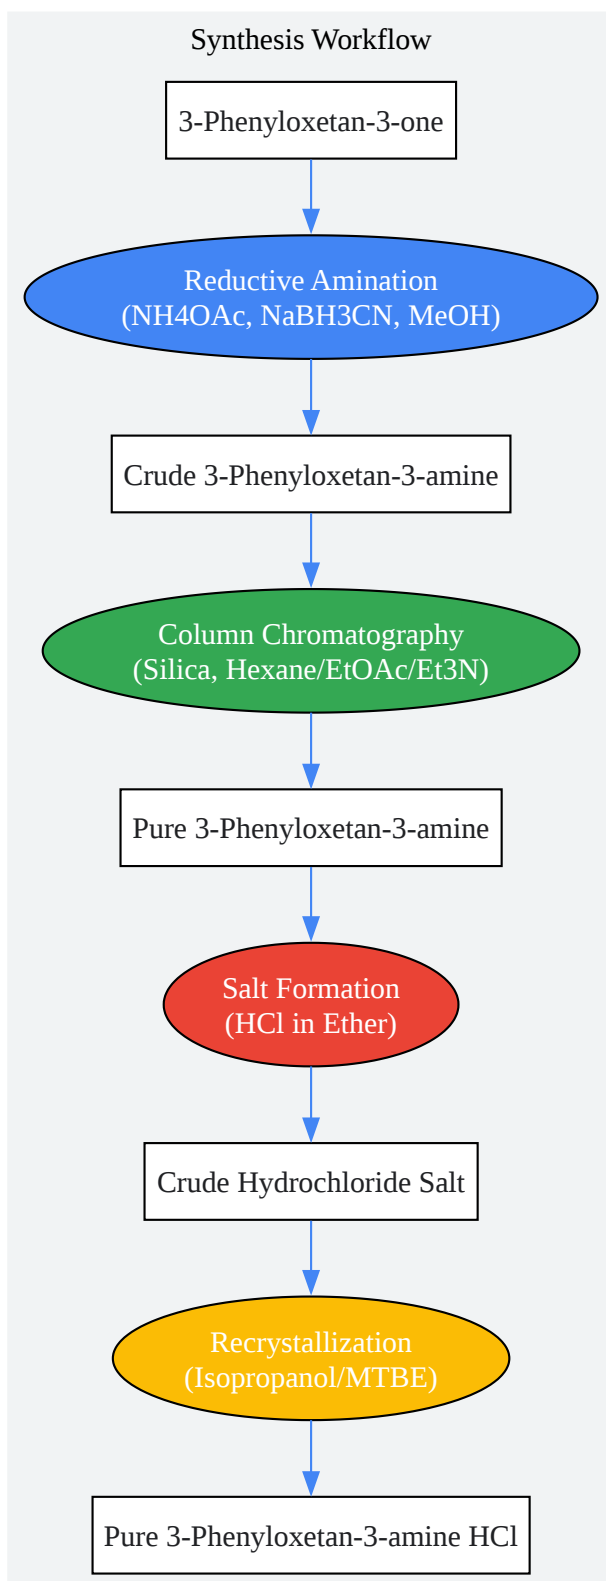 Synthesis Workflow
3-Phenyloxetan-3-one
Reductive Amination
(NH4OAc, NaBH3CN, MeOH)
Crude 3-Phenyloxetan-3-amine
Column Chromatography
(Silica, Hexane/EtOAc/Et3N)
Pure 3-Phenyloxetan-3-amine
Salt Formation
(HCl in Ether)
Crude Hydrochloride Salt
Recrystallization
(Isopropanol/MTBE)
Pure 3-Phenyloxetan-3-amine HCl